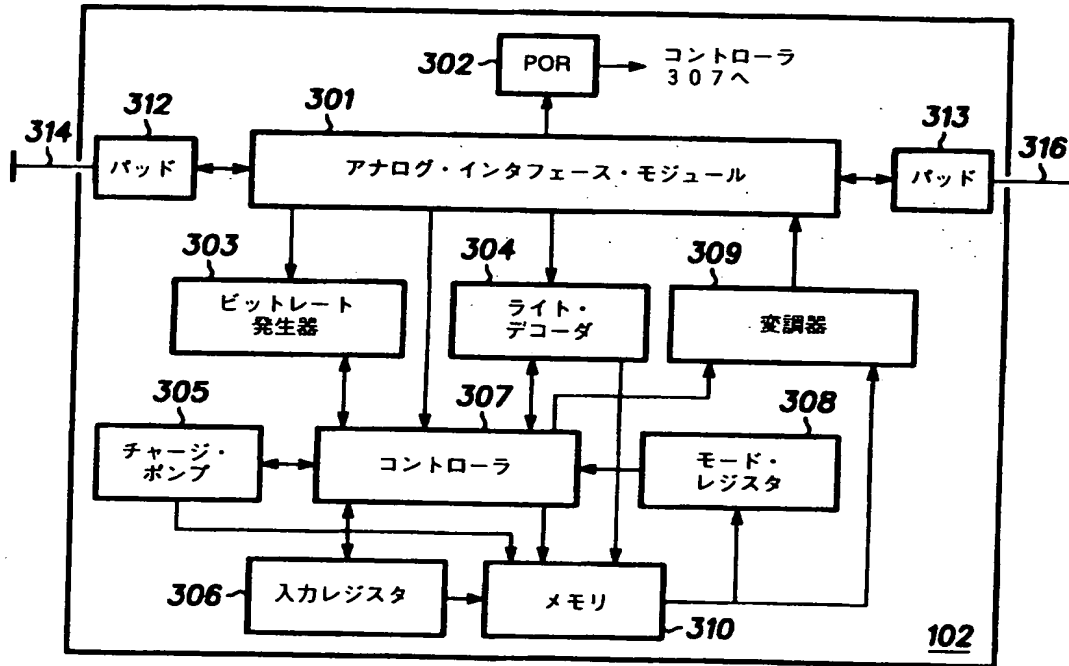 302
POR
コントローラ
307へ
301
312
314
パッド
アナログ・インタフェース・モジュール
313
パッド
316
303
ビットレート
発生器
304
ライト・
デコーダ
309
変調器
305
チャージ・
ポンプ
307
コントローラ
308
モード・
レジスタ
306
入力レジスタ
メモリ
310
102